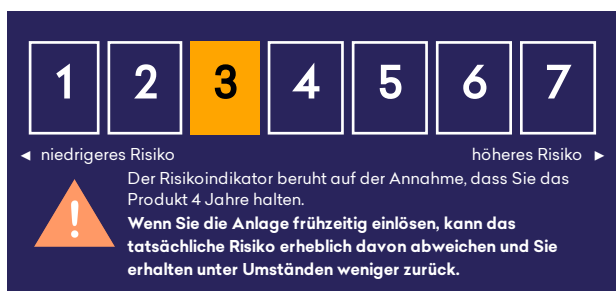 1 2 3 4 5 6 7
◄ niedrigeres Risiko höheres Risiko ►
Der Risikoindikator beruht auf der Annahme, dass Sie das
Produkt 4 Jahre halten.
Wenn Sie die Anlage frühzeitig einlösen, kann das
tatsächliche Risiko erheblich davon abweichen und Sie
erhalten unter Umständen weniger zurück.